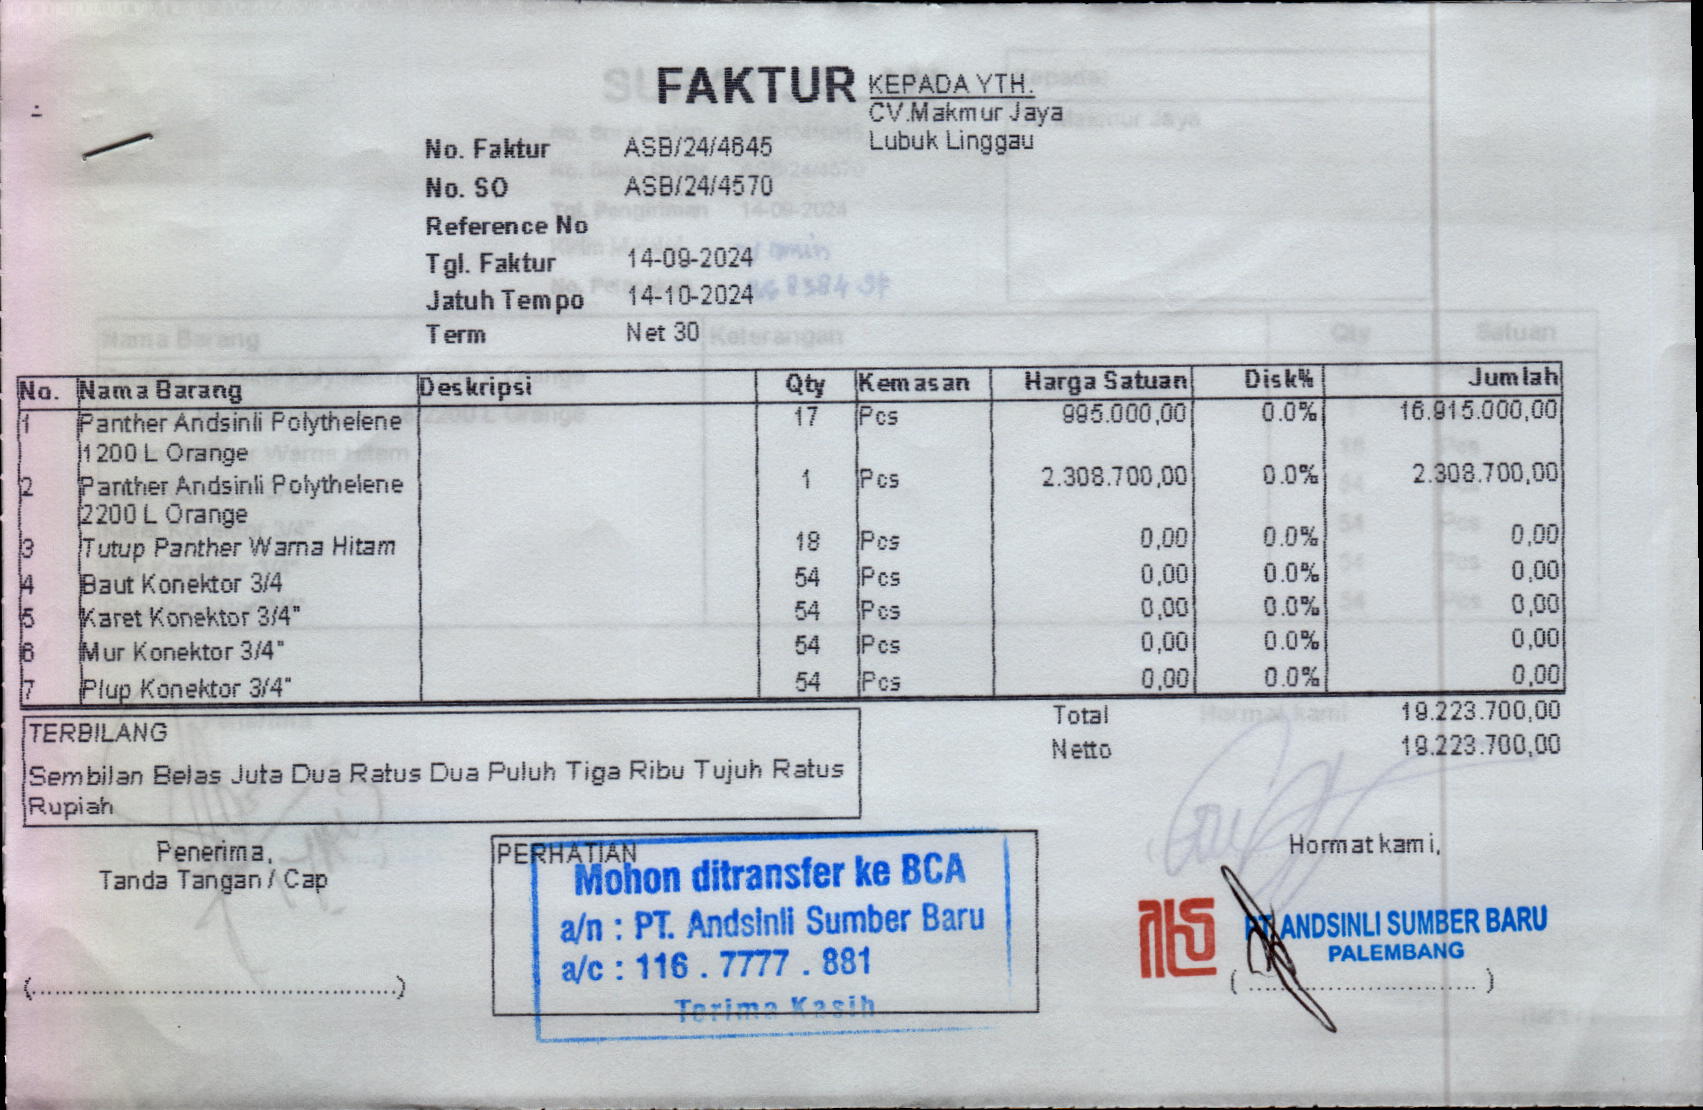 FAKTUR
KEPADA YTH.
CV.Makmur Jaya
Lubuk Linggau
No. Faktur ASB/24/4645
No. SO ASB/24/4570
Reference No
Tgl. Faktur 14-09-2024
Jatuh Tempo 14-10-2024
Term Net 30
No. Nama Barang Deskripsi Qty Kemasan Harga Satuan Disk% Jumlah
1 Panther Andsinli Polythelene 17 Pcs 995.000,00 0.0% 16.915.000,00
1200 L Orange
2 Panther Andsinli Polythelene 1 Pcs 2.308.700,00 0.0% 2.308.700,00
2200 L Orange
3 Tutup Panther Warna Hitam 18 Pcs 0,00 0.0% 0,00
4 Baut Konektor 3/4 54 Pcs 0,00 0.0% 0,00
5 Karet Konektor 3/4" 54 Pcs 0,00 0.0% 0,00
6 Mur Konektor 3/4" 54 Pcs 0,00 0.0% 0,00
7 Plup Konektor 3/4" 54 Pcs 0,00 0.0% 0,00
Total 19.223.700,00
Netto 19.223.700,00
TERBILANG
Sembilan Belas Juta Dua Ratus Dua Puluh Tiga Ribu Tujuh Ratus
Rupiah
Penerima,
Tanda Tangan / Cap
(................................................)
PERHATIAN
Mohon ditransfer ke BCA
a/n : PT. Andsinli Sumber Baru
a/c : 116 . 7777 . 881
Terima Kasih
Hormat kami,
PT. ANDSINLI SUMBER BARU
PALEMBANG
( .............................. )